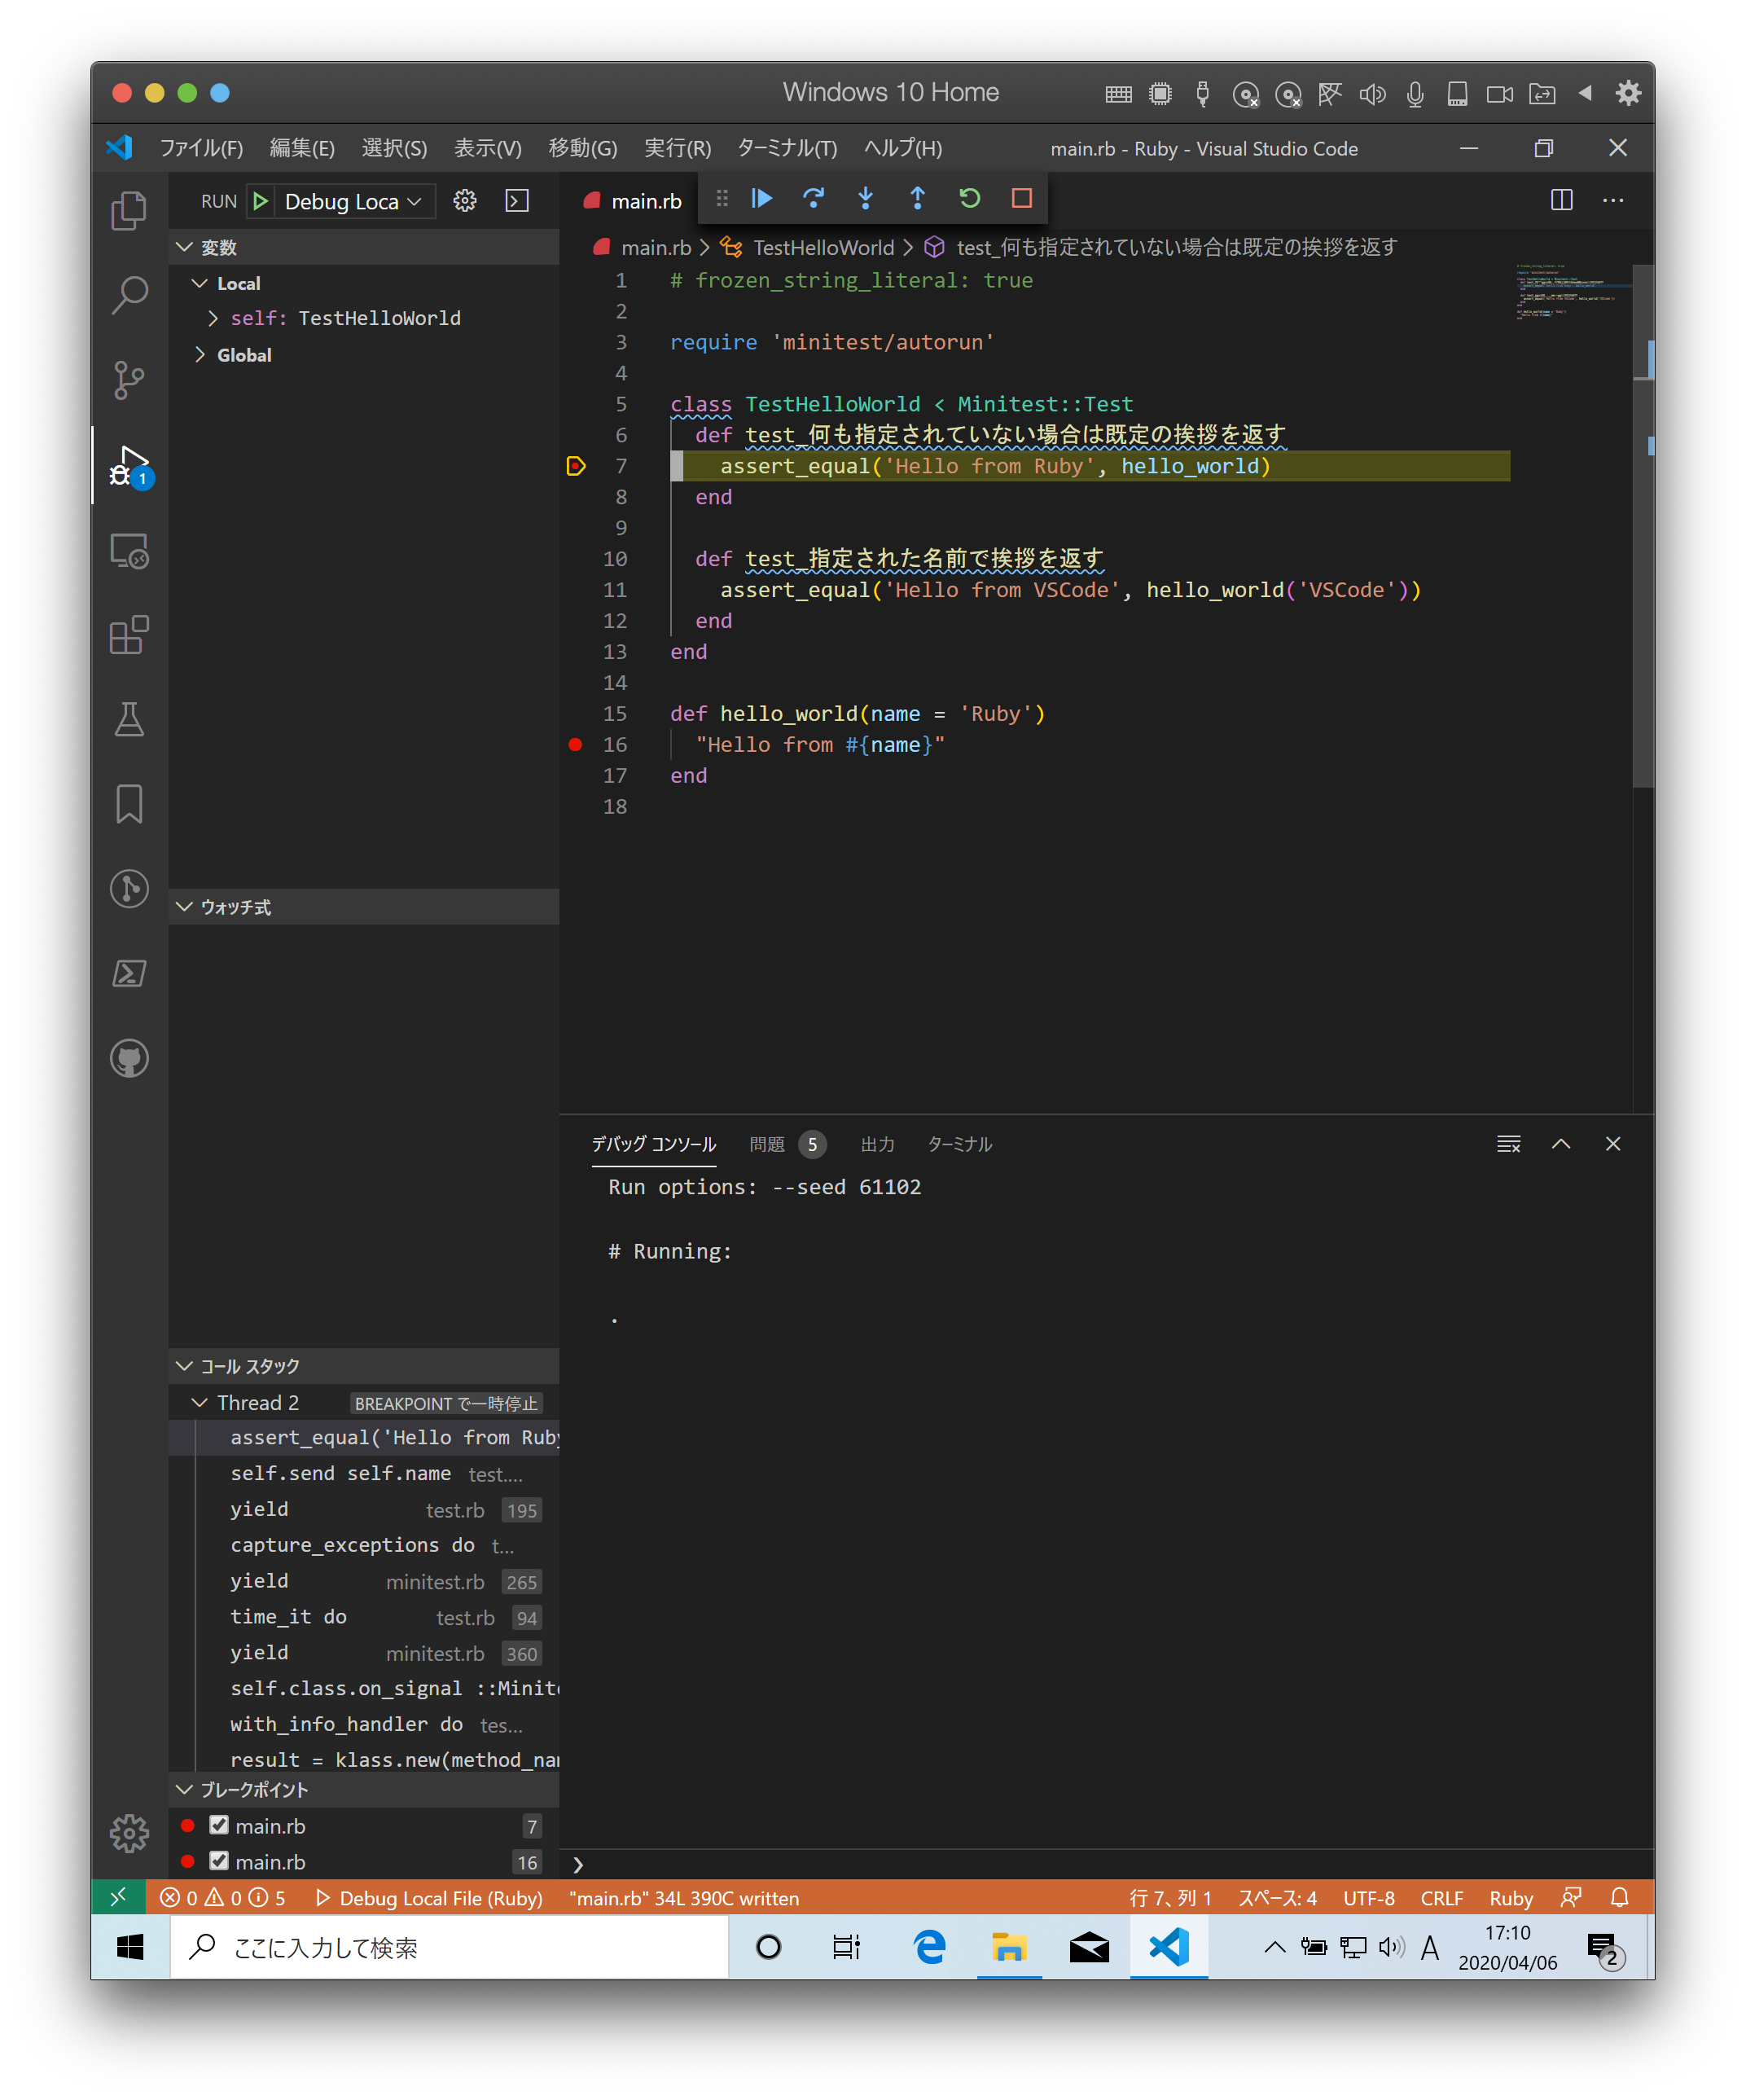 Windows 10 Home
ファイル(F) 編集(E) 選択(S) 表示(V) 移動(G) 実行(R) ターミナル(T) ヘルプ(H) main.rb - Ruby - Visual Studio Code
RUN Debug Loca
main.rb
変数
Local
self: TestHelloWorld
Global
ウォッチ式
コール スタック
Thread 2 BREAKPOINT で一時停止
assert_equal('Hello from Ruby
self.send self.name test....
yield test.rb 195
capture_exceptions do t...
yield minitest.rb 265
time_it do test.rb 94
yield minitest.rb 360
self.class.on_signal ::Minite
with_info_handler do tes...
result = klass.new(method_nam
ブレークポイント
main.rb 7
main.rb 16
1
main.rb TestHelloWorld test_何も指定されていない場合は既定の挨拶を返す
1 # frozen_string_literal: true
2
3 require 'minitest/autorun'
4
5 class TestHelloWorld < Minitest::Test
6 def test_何も指定されていない場合は既定の挨拶を返す
7 assert_equal('Hello from Ruby', hello_world)
8 end
9
10 def test_指定された名前で挨拶を返す
11 assert_equal('Hello from VSCode', hello_world('VSCode'))
12 end
13 end
14
15 def hello_world(name = 'Ruby')
16 "Hello from #{name}"
17 end
18
デバッグ コンソール 問題 5 出力 ターミナル
Run options: --seed 61102
# Running:
.
0 0 5 Debug Local File (Ruby) "main.rb" 34L 390C written 行 7、列 1 スペース: 4 UTF-8 CRLF Ruby
ここに入力して検索
A
17:10
2020/04/06
2